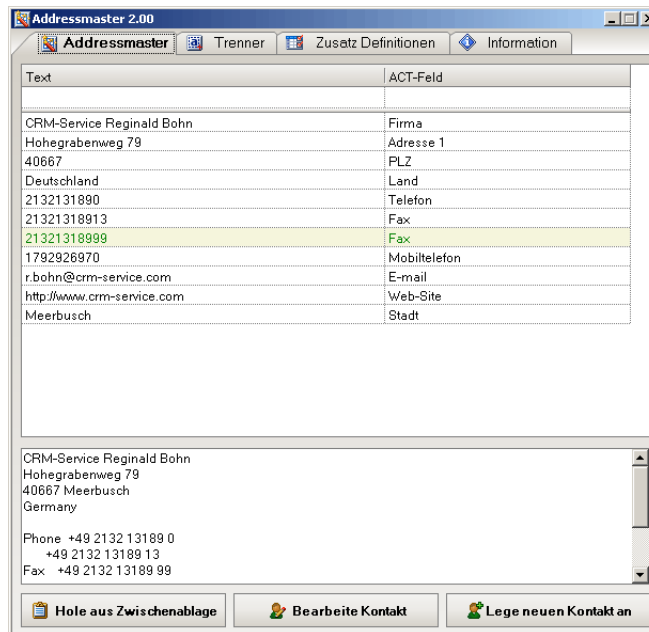 Addressmaster 2.00
Addressmaster Trenner Zusatz Definitionen Information
Text ACT-Feld
CRM-Service Reginald Bohn Firma
Hohegrabenweg 79 Adresse 1
40667 PLZ
Deutschland Land
2132131890 Telefon
21321318913 Fax
21321318999 Fax
1792926970 Mobiltelefon
r.bohn@crm-service.com E-mail
http://www.crm-service.com Web-Site
Meerbusch Stadt
CRM-Service Reginald Bohn
Hohegrabenweg 79
40667 Meerbusch
Germany
Phone +49 2132 13189 0
+49 2132 13189 13
Fax +49 2132 13189 99
Hole aus Zwischenablage Bearbeite Kontakt Lege neuen Kontakt an